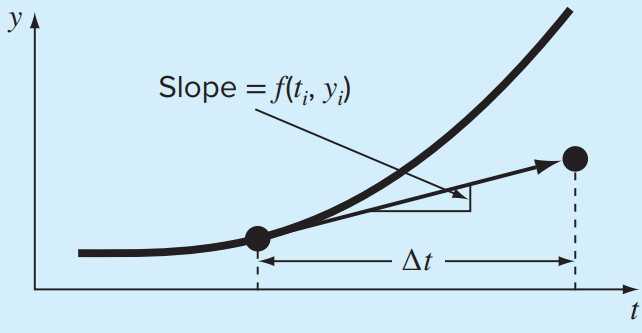 y
Slope = f(tᵢ, yᵢ)
Δt
t